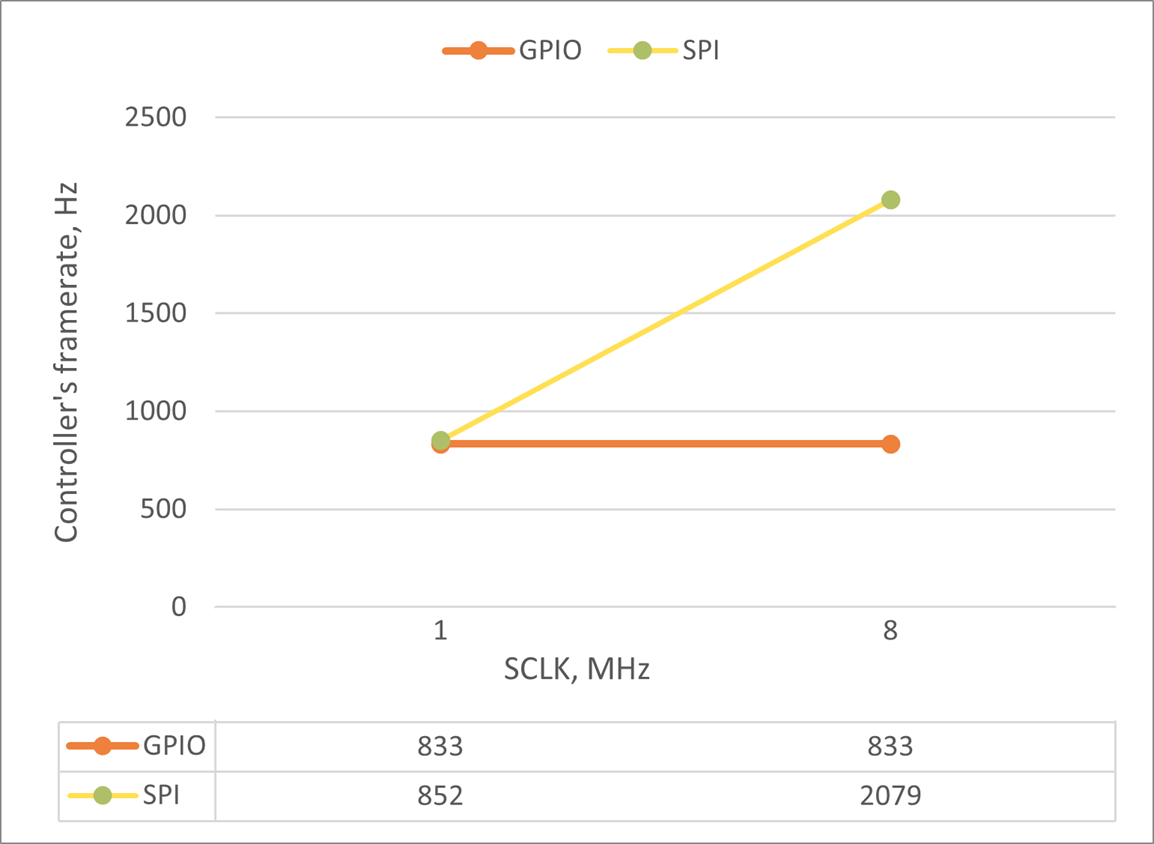 GPIO SPI
2500
2000
1500
1000
500
0
Controller's framerate, Hz
1 8
SCLK, MHz
GPIO 833 833
SPI 852 2079